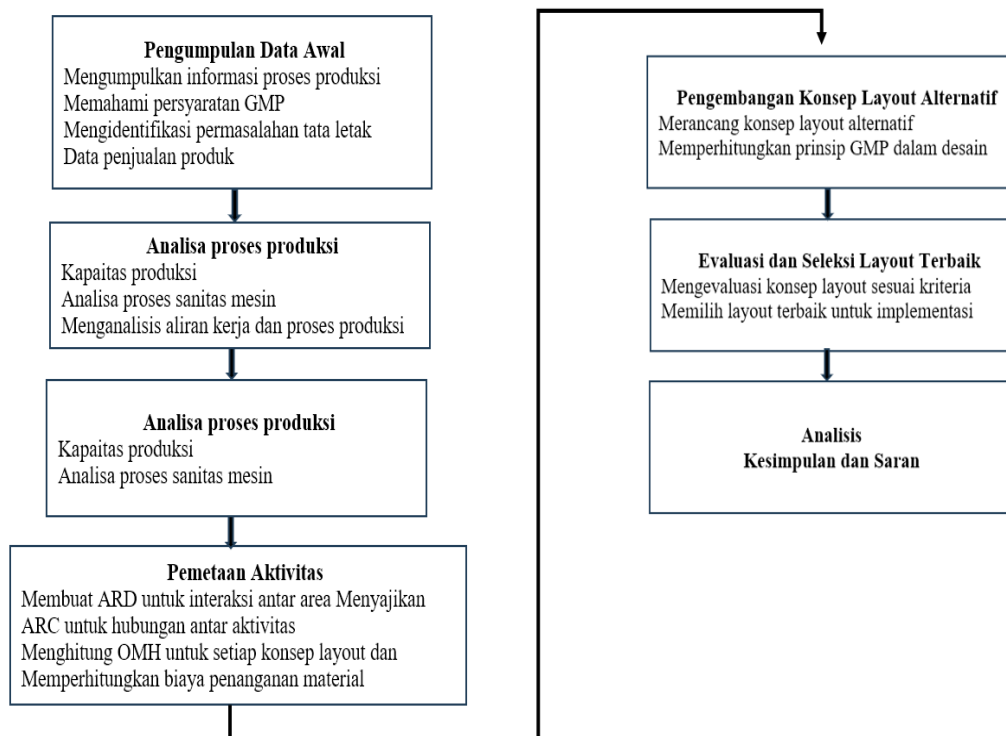 Pengumpulan Data Awal
Mengumpulkan informasi proses produksi
Memahami persyaratan GMP
Mengidentifikasi permasalahan tata letak
Data penjualan produk
Analisa proses produksi
Kapaitas produksi
Analisa proses sanitas mesin
Menganalisis aliran kerja dan proses produksi
Analisa proses produksi
Kapaitas produksi
Analisa proses sanitas mesin
Pemetaan Aktivitas
Membuat ARD untuk interaksi antar area Menyajikan
ARC untuk hubungan antar aktivitas
Menghitung OMH untuk setiap konsep layout dan
Memperhitungkan biaya penanganan material
Pengembangan Konsep Layout Alternatif
Merancang konsep layout alternatif
Memperhitungkan prinsip GMP dalam desain
Evaluasi dan Seleksi Layout Terbaik
Mengevaluasi konsep layout sesuai kriteria
Memilih layout terbaik untuk implementasi
Analisis
Kesimpulan dan Saran